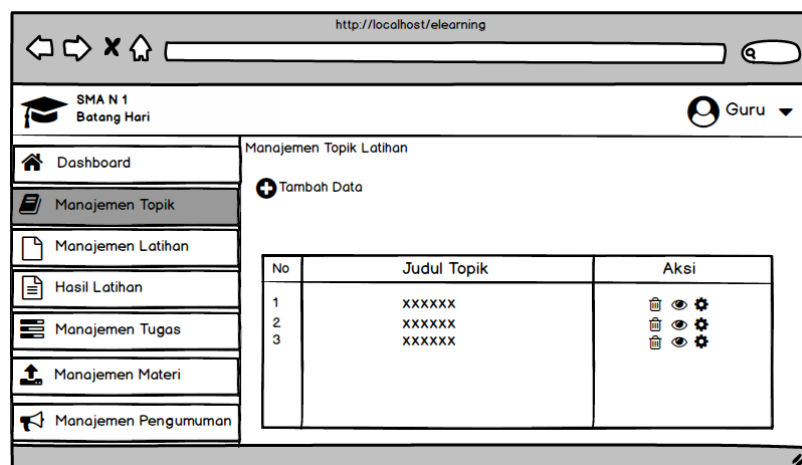 http://localhost/elearning
SMA N 1
Batang Hari
Guru
Dashboard
Manajemen Topik
Manajemen Latihan
Hasil Latihan
Manajemen Tugas
Manajemen Materi
Manajemen Pengumuman
Manajemen Topik Latihan
Tambah Data
No Judul Topik Aksi
1 xxxxxx
2 xxxxxx
3 xxxxxx